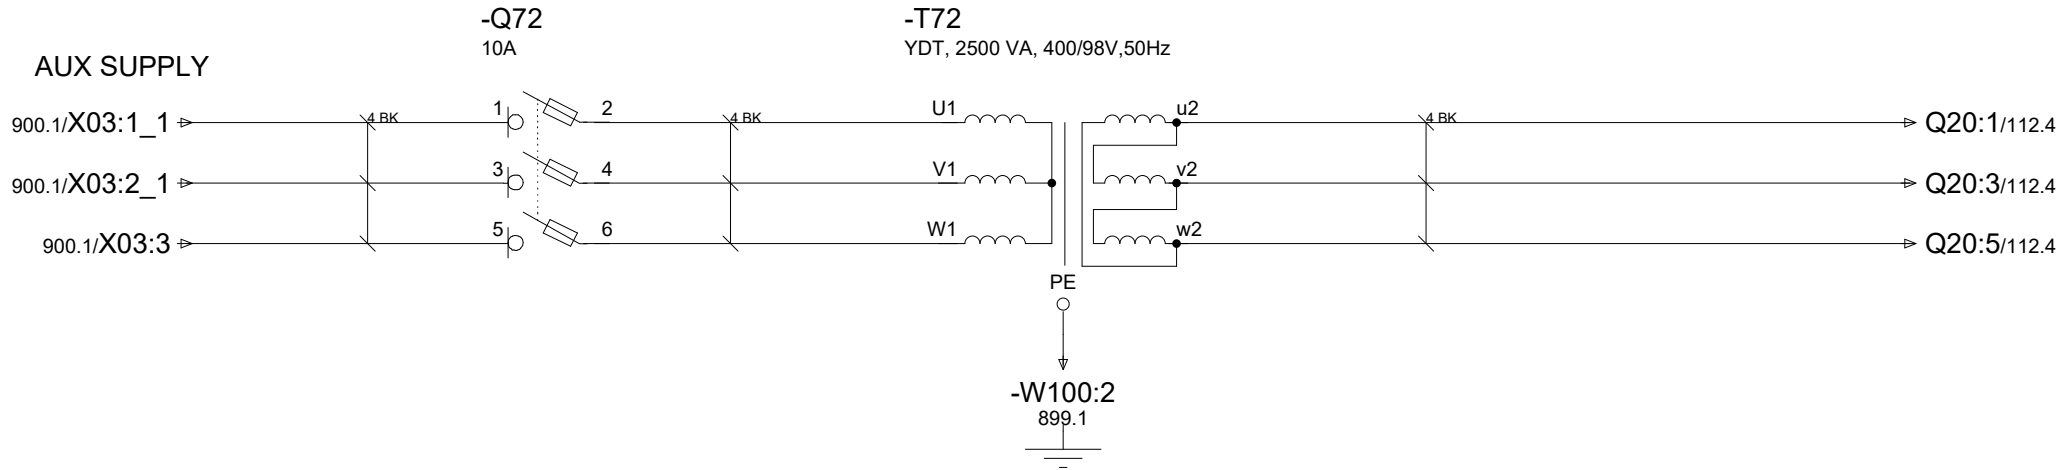 -Q72
10A
-T72
YDT, 2500 VA, 400/98V,50Hz
AUX SUPPLY
900.1/X03:1_1
4 BK
1
2
4 BK
U1
u2
4 BK
Q20:1/112.4
900.1/X03:2_1
3
4
V1
v2
Q20:3/112.4
900.1/X03:3
5
6
W1
w2
Q20:5/112.4
PE
-W100:2
899.1